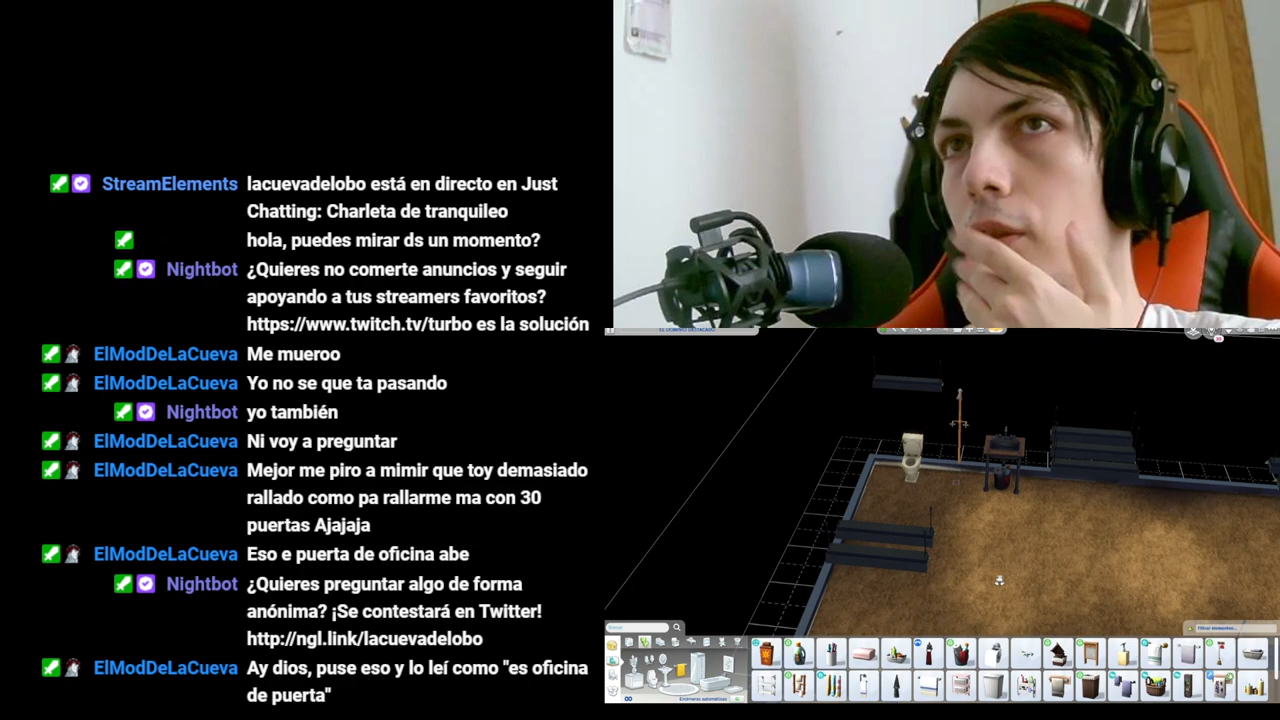 StreamElements lacuevadelobo está en directo en Just
Chatting: Charleta de tranquileo
hola, puedes mirar ds un momento?
Nightbot ¿Quieres no comerte anuncios y seguir
apoyando a tus streamers favoritos?
https://www.twitch.tv/turbo es la solución
ElModDeLaCueva Me mueroo
ElModDeLaCueva Yo no se que ta pasando
Nightbot yo también
ElModDeLaCueva Ni voy a preguntar
ElModDeLaCueva Mejor me piro a mimir que toy demasiado
rallado como pa rallarme ma con 30
puertas Ajajaja
ElModDeLaCueva Eso e puerta de oficina abe
Nightbot ¿Quieres preguntar algo de forma
anónima? ¡Se contestará en Twitter!
http://ngl.link/lacuevadelobo
ElModDeLaCueva Ay dios, puse eso y lo leí como "es oficina
de puerta"
Buscar
Filtrar elementos...